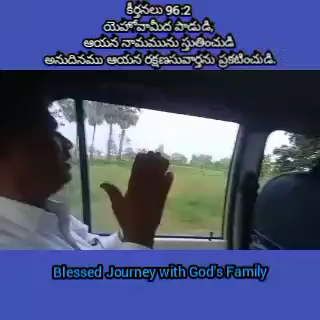 కీర్తనలు 96:2
యెహోవామీద పాడుడి,
ఆయన నామమును స్తుతించుడి
అనుదినము ఆయన రక్షణసువార్తను ప్రకటించుడి.
Blessed Journey with God's Family